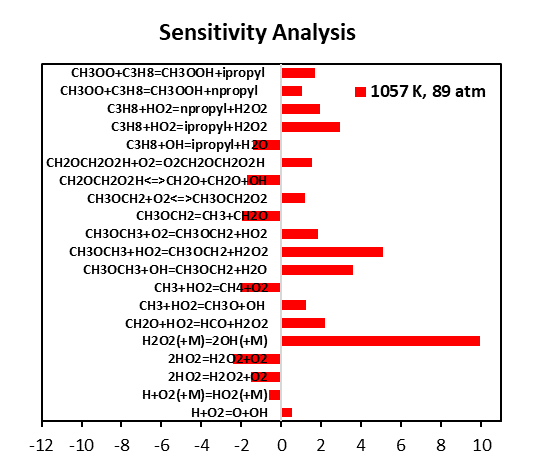 Sensitivity Analysis
CH3OO+C3H8=CH3OOH+ipropyl
CH3OO+C3H8=CH3OOH+npropyl
1057 K, 89 atm
C3H8+HO2=npropyl+H2O2
C3H8+HO2=ipropyl+H2O2
C3H8+OH=ipropyl+H2O
CH2OCH2O2H+O2=O2CH2OCH2O2H
CH2OCH2O2H<=>CH2O+CH2O+OH
CH3OCH2+O2<=>CH3OCH2O2
CH3OCH2=CH3+CH2O
CH3OCH3+O2=CH3OCH2+HO2
CH3OCH3+HO2=CH3OCH2+H2O2
CH3OCH3+OH=CH3OCH2+H2O
CH3+HO2=CH4+O2
CH3+HO2=CH3O+OH
CH2O+HO2=HCO+H2O2
H2O2(+M)=2OH(+M)
2HO2=H2O2+O2
2HO2=H2O2+O2
H+O2(+M)=HO2(+M)
H+O2=O+OH
-12 -10 -8 -6 -4 -2 0 2 4 6 8 10